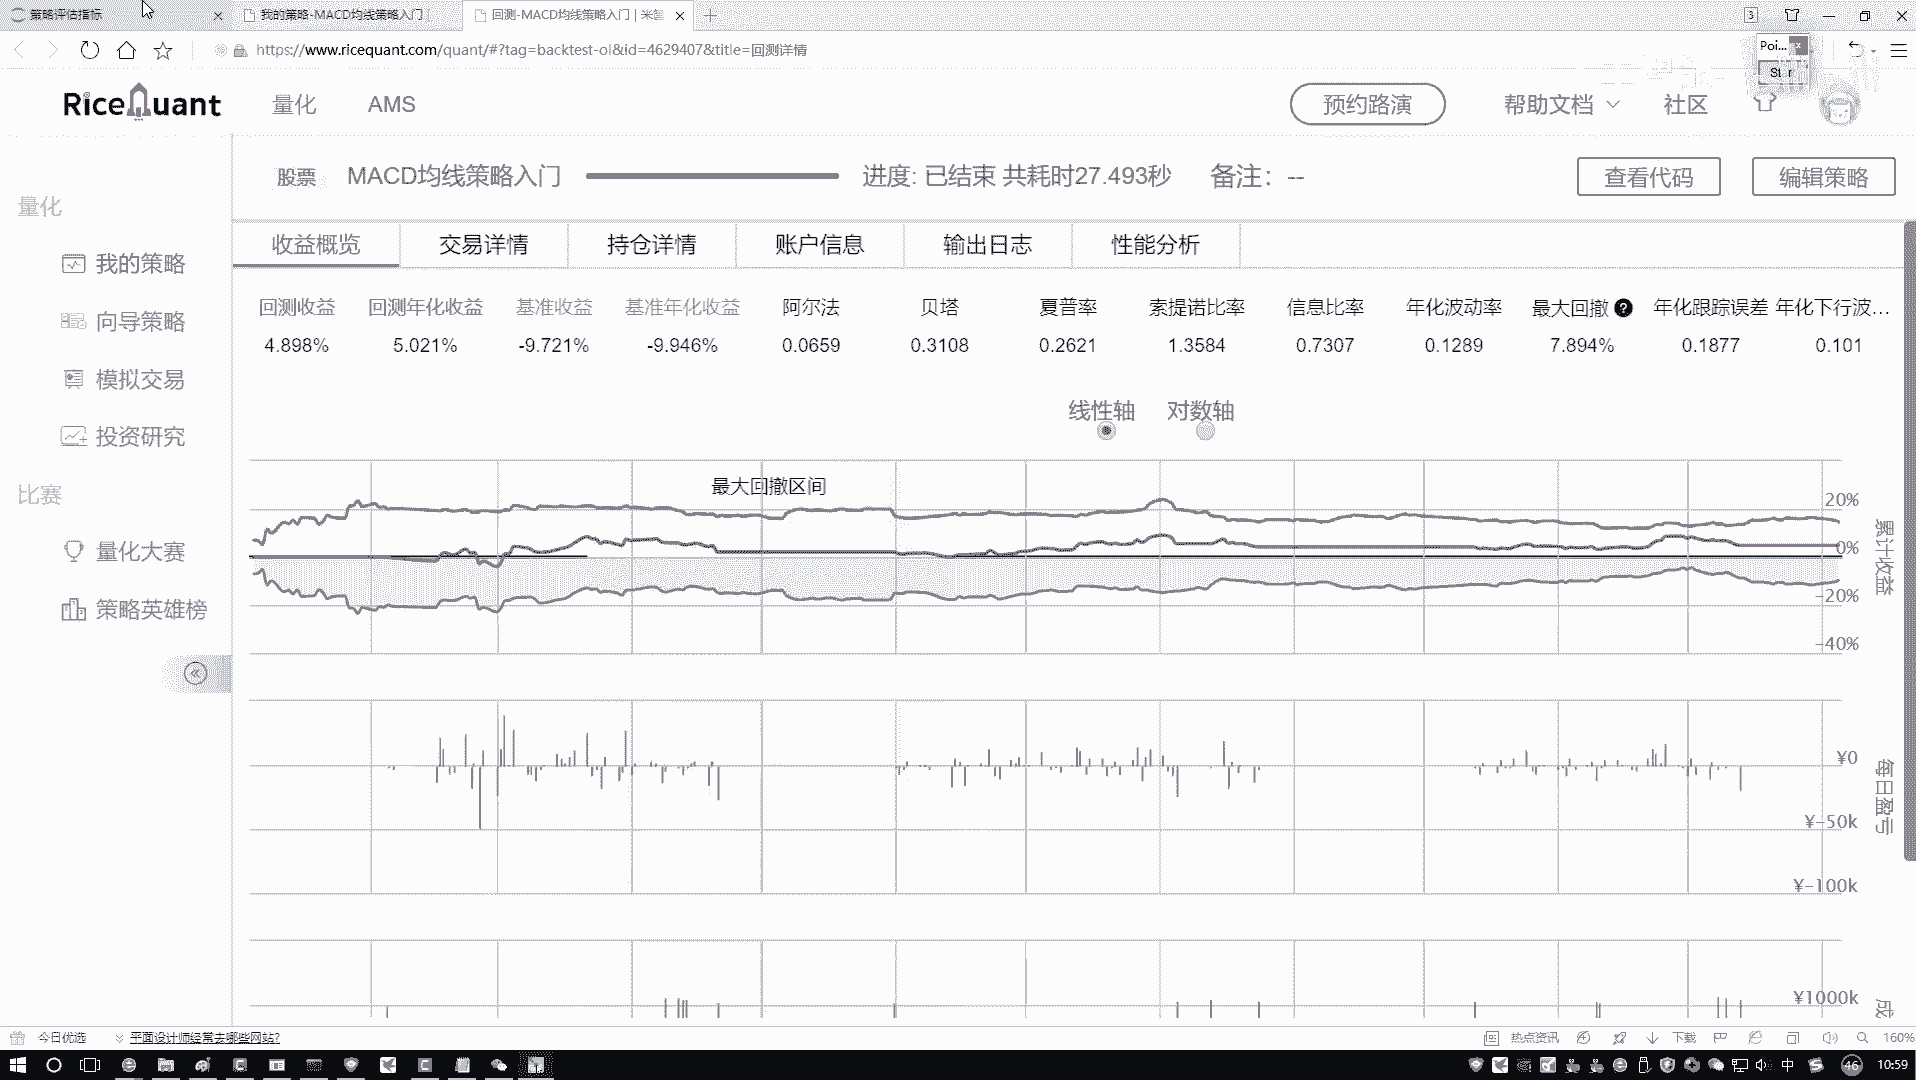 策略评估指标
我的策略-MACD均线策略入门
回测-MACD均线策略入门 | 米筐
3
https://www.ricequant.com/quant/#?tag=backtest-ol&id=4629407&title=回测详情
Poi...
RiceQuant
量化
AMS
预约路演
帮助文档
社区
股票
MACD均线策略入门
进度: 已结束 共耗时27.493秒
备注: --
查看代码
编辑策略
量化
我的策略
向导策略
模拟交易
投资研究
比赛
量化大赛
策略英雄榜
收益概览 交易详情 持仓详情 账户信息 输出日志 性能分析
回测收益 回测年化收益 基准收益 基准年化收益 阿尔法 贝塔 夏普率 索提诺比率 信息比率 年化波动率 最大回撤 ? 年化跟踪误差 年化下行波...
4.898% 5.021% -9.721% -9.946% 0.0659 0.3108 0.2621 1.3584 0.7307 0.1289 7.894% 0.1877 0.101
线性轴 对数轴
最大回撤区间
20%
0%
-20%
-40%
累计收益
¥0
¥-50k
¥-100k
每日盈亏
¥1000k
成
今日优选
平面设计师经常去哪些网站?
热点资讯
下载
160%
中
46
10:59